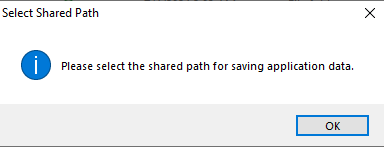 Select Shared Path
Please select the shared path for saving application data.
OK